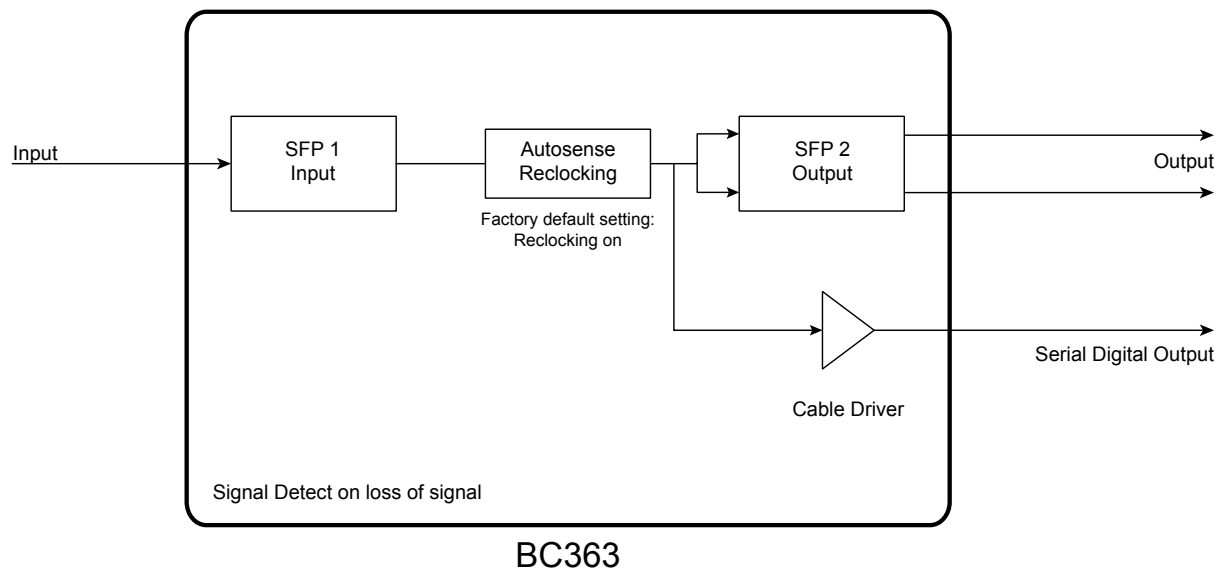 Input
SFP 1
Input
Autosense
Reclocking
Factory default setting:
Reclocking on
SFP 2
Output
Output
Serial Digital Output
Cable Driver
Signal Detect on loss of signal
BC363